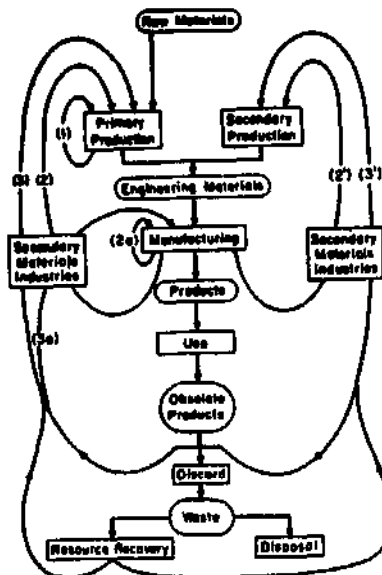 Raw Materials
Primary
Production
Secondary
Production
(1)
(3)
(2)
(2')
(3')
Engineering Materials
Secondary
Materials
Industries
(2a)
Manufacturing
Secondary
Materials
Industries
Products
(3a)
Use
Obsolete
Products
Discard
Waste
Resource Recovery
Disposal